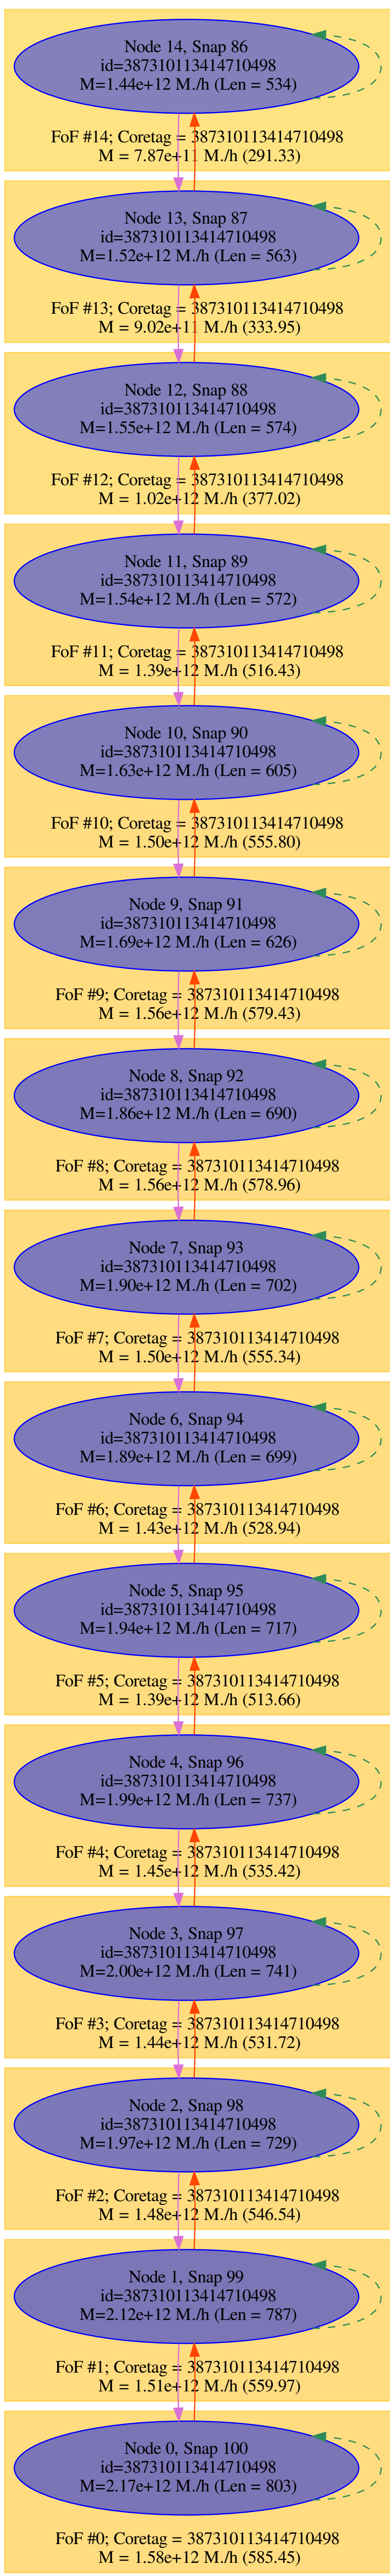 Node 14, Snap 86
id=387310113414710498
M=1.44e+12 M./h (Len = 534)
FoF #14; Coretag = 387310113414710498
M = 7.87e+11 M./h (291.33)
Node 13, Snap 87
id=387310113414710498
M=1.52e+12 M./h (Len = 563)
FoF #13; Coretag = 387310113414710498
M = 9.02e+11 M./h (333.95)
Node 12, Snap 88
id=387310113414710498
M=1.55e+12 M./h (Len = 574)
FoF #12; Coretag = 387310113414710498
M = 1.02e+12 M./h (377.02)
Node 11, Snap 89
id=387310113414710498
M=1.54e+12 M./h (Len = 572)
FoF #11; Coretag = 387310113414710498
M = 1.39e+12 M./h (516.43)
Node 10, Snap 90
id=387310113414710498
M=1.63e+12 M./h (Len = 605)
FoF #10; Coretag = 387310113414710498
M = 1.50e+12 M./h (555.80)
Node 9, Snap 91
id=387310113414710498
M=1.69e+12 M./h (Len = 626)
FoF #9; Coretag = 387310113414710498
M = 1.56e+12 M./h (579.43)
Node 8, Snap 92
id=387310113414710498
M=1.86e+12 M./h (Len = 690)
FoF #8; Coretag = 387310113414710498
M = 1.56e+12 M./h (578.96)
Node 7, Snap 93
id=387310113414710498
M=1.90e+12 M./h (Len = 702)
FoF #7; Coretag = 387310113414710498
M = 1.50e+12 M./h (555.34)
Node 6, Snap 94
id=387310113414710498
M=1.89e+12 M./h (Len = 699)
FoF #6; Coretag = 387310113414710498
M = 1.43e+12 M./h (528.94)
Node 5, Snap 95
id=387310113414710498
M=1.94e+12 M./h (Len = 717)
FoF #5; Coretag = 387310113414710498
M = 1.39e+12 M./h (513.66)
Node 4, Snap 96
id=387310113414710498
M=1.99e+12 M./h (Len = 737)
FoF #4; Coretag = 387310113414710498
M = 1.45e+12 M./h (535.42)
Node 3, Snap 97
id=387310113414710498
M=2.00e+12 M./h (Len = 741)
FoF #3; Coretag = 387310113414710498
M = 1.44e+12 M./h (531.72)
Node 2, Snap 98
id=387310113414710498
M=1.97e+12 M./h (Len = 729)
FoF #2; Coretag = 387310113414710498
M = 1.48e+12 M./h (546.54)
Node 1, Snap 99
id=387310113414710498
M=2.12e+12 M./h (Len = 787)
FoF #1; Coretag = 387310113414710498
M = 1.51e+12 M./h (559.97)
Node 0, Snap 100
id=387310113414710498
M=2.17e+12 M./h (Len = 803)
FoF #0; Coretag = 387310113414710498
M = 1.58e+12 M./h (585.45)